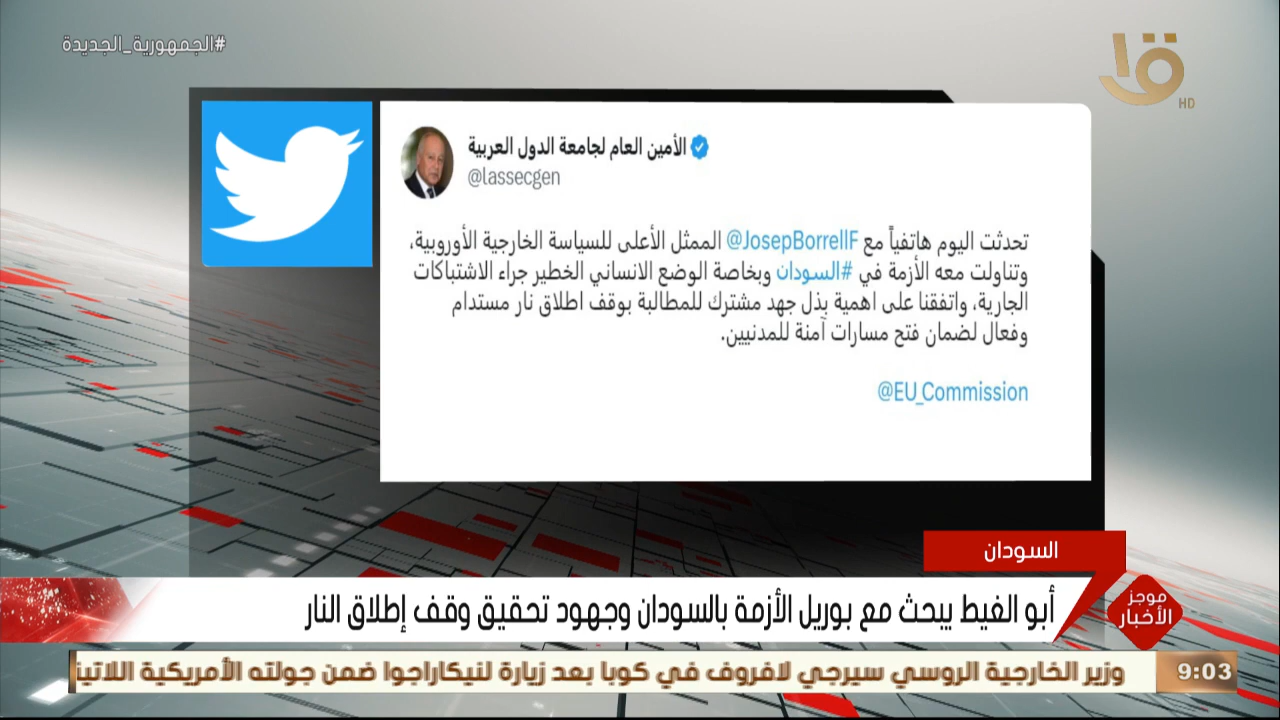 #الجمهورية_الجديدة
HD
الأمين العام لجامعة الدول العربية
@lassecgen
تحدثت اليوم هاتفياً مع @JosepBorrellF الممثل الأعلى للسياسة الخارجية الأوروبية،
وتناولت معه الأزمة في #السودان وبخاصة الوضع الانساني الخطير جراء الاشتباكات
الجارية، واتفقنا على اهمية بذل جهد مشترك للمطالبة بوقف اطلاق نار مستدام
وفعال لضمان فتح مسارات آمنة للمدنيين.
@EU_Commission
السودان
موجز
الأخبار
أبو الغيط يبحث مع بوريل الأزمة بالسودان وجهود تحقيق وقف إطلاق النار
9:03
وزير الخارجية الروسي سيرجي لافروف في كوبا بعد زيارة لنيكاراجوا ضمن جولته الأمريكية اللاتيز